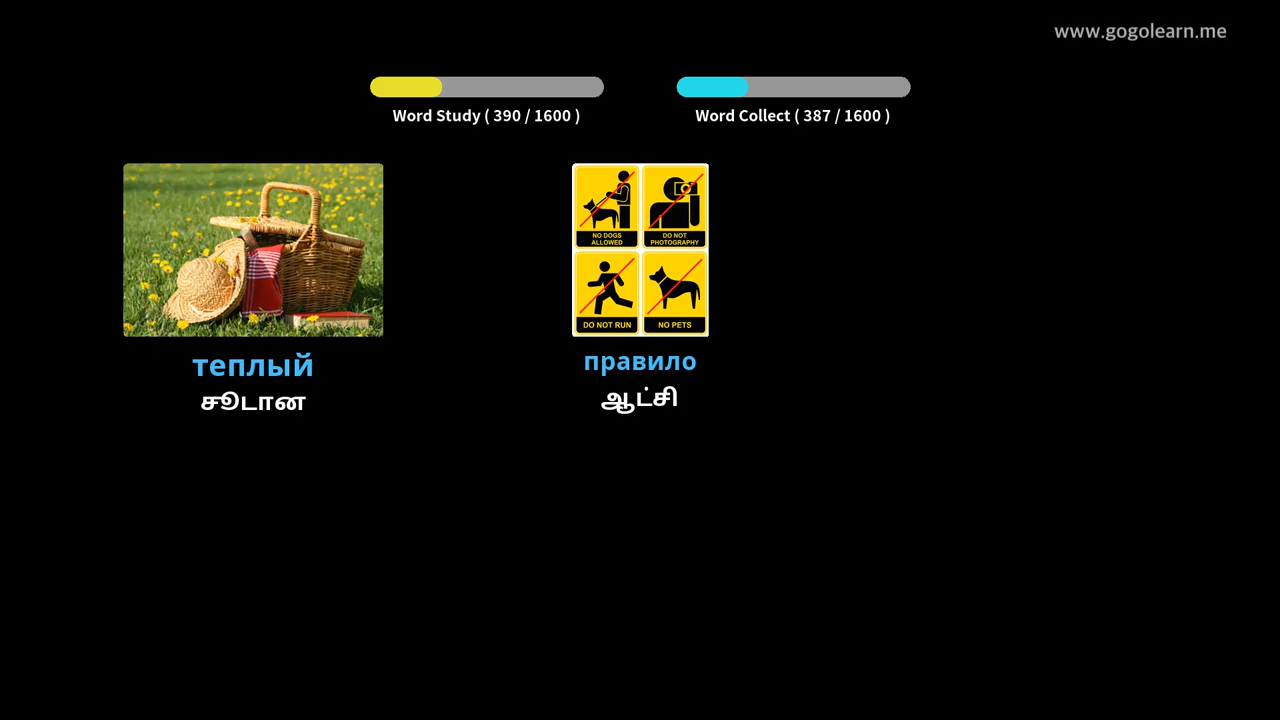 www.gogolearn.me
Word Study ( 390 / 1600 )
Word Collect ( 387 / 1600 )
NO DOGS
ALLOWED
DO NOT
PHOTOGRAPHY
DO NOT RUN
NO PETS
теплый
சூடான
правило
ஆட்சி